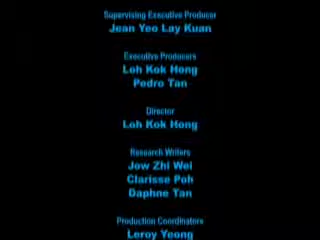 Supervising Executive Producer
Jean Yeo Lay Kuan
Executive Producers
Loh Kok Hong
Pedro Tan
Director
Loh Kok Hong
Research Writers
Jow Zhi Wei
Clarisse Poh
Daphne Tan
Production Coordinators
Leroy Yeong